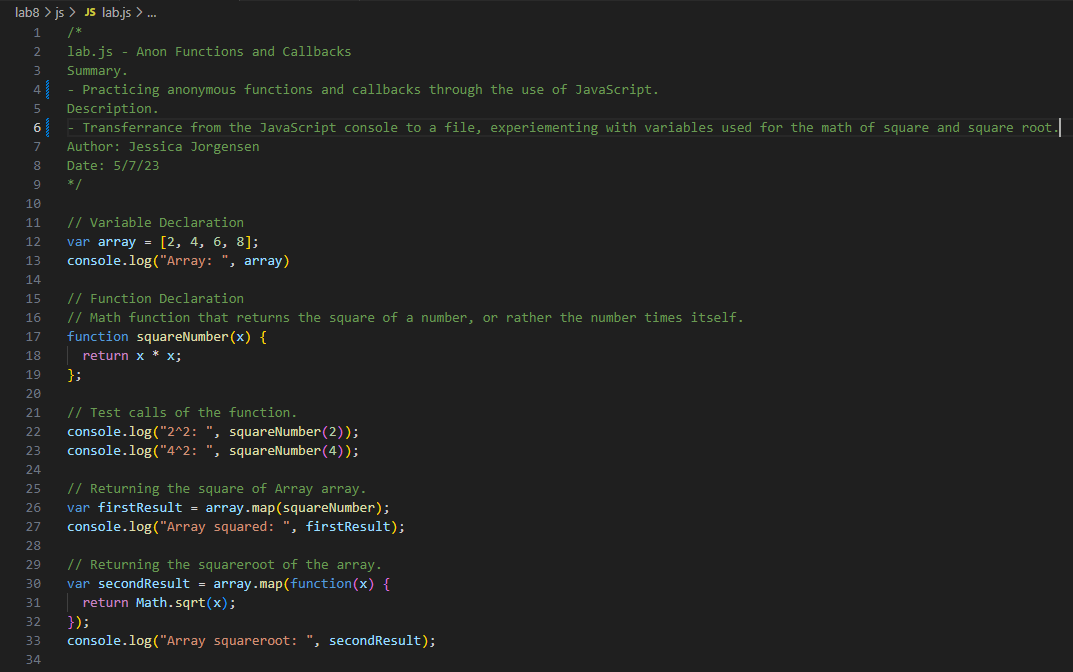 lab8 > js > JS lab.js > ...
1 /*
2 lab.js - Anon Functions and Callbacks
3 Summary.
4 - Practicing anonymous functions and callbacks through the use of JavaScript.
5 Description.
6 - Transferrance from the JavaScript console to a file, experiementing with variables used for the math of square and square root.
7 Author: Jessica Jorgensen
8 Date: 5/7/23
9 */
10
11 // Variable Declaration
12 var array = [2, 4, 6, 8];
13 console.log("Array: ", array)
14
15 // Function Declaration
16 // Math function that returns the square of a number, or rather the number times itself.
17 function squareNumber(x) {
18   return x * x;
19 };
20
21 // Test calls of the function.
22 console.log("2^2: ", squareNumber(2));
23 console.log("4^2: ", squareNumber(4));
24
25 // Returning the square of Array array.
26 var firstResult = array.map(squareNumber);
27 console.log("Array squared: ", firstResult);
28
29 // Returning the squareroot of the array.
30 var secondResult = array.map(function(x) {
31   return Math.sqrt(x);
32 });
33 console.log("Array squareroot: ", secondResult);
34